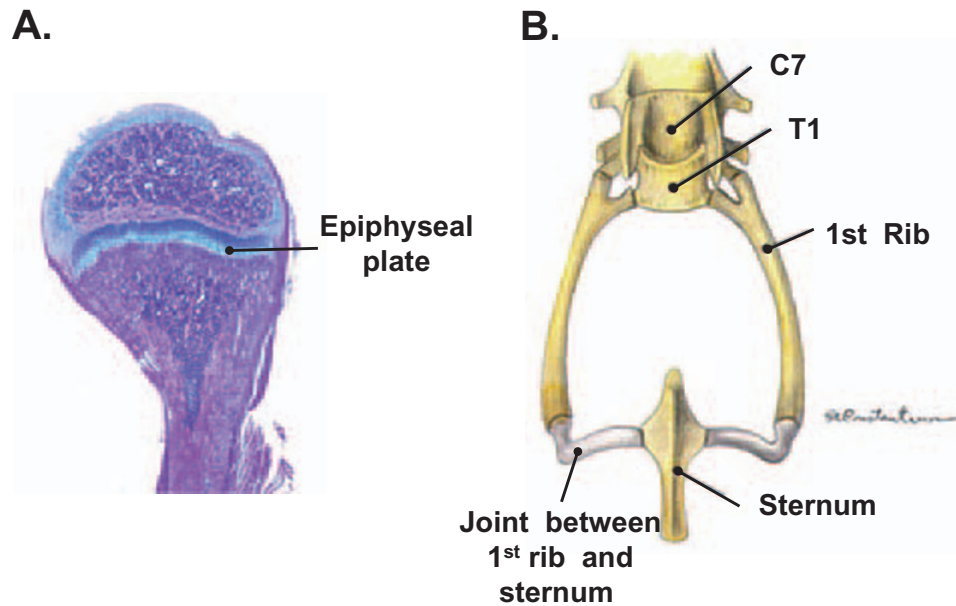 A.
B.
C7
T1
Epiphyseal
plate
1st Rib
Sternum
Joint between
1st rib and
sternum